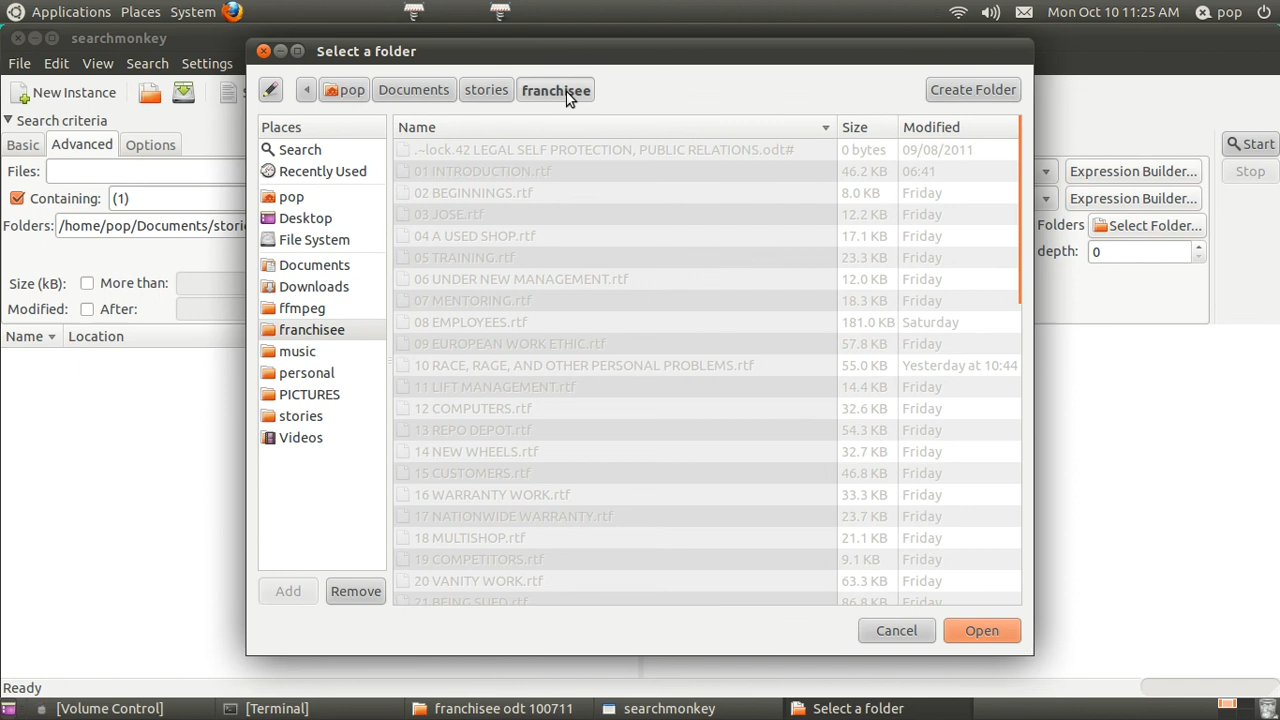 Applications Places System Mon Oct 10 11:25 AM pop
searchmonkey
Select a folder
File Edit View Search Settings
New Instance
pop Documents stories franchisee Create Folder
Search criteria
Basic Advanced Options Start
Files: Expression Builder... Stop
Containing: (1) Expression Builder...
Folders: /home/pop/Documents/stori Folders Select Folder...
depth: 0
Size (kB): More than:
Modified: After:
Name Location
Places
Search
Recently Used
pop
Desktop
File System
Documents
Downloads
ffmpeg
franchisee
music
personal
PICTURES
stories
Videos
Add Remove
Name Size Modified
.~lock.42 LEGAL SELF PROTECTION, PUBLIC RELATIONS.odt# 0 bytes 09/08/2011
01 INTRODUCTION.rtf 46.2 KB 06:41
02 BEGINNINGS.rtf 8.0 KB Friday
03 JOSE.rtf 12.2 KB Friday
04 A USED SHOP.rtf 17.1 KB Friday
05 TRAINING.rtf 23.3 KB Friday
06 UNDER NEW MANAGEMENT.rtf 12.0 KB Friday
07 MENTORING.rtf 18.3 KB Friday
08 EMPLOYEES.rtf 181.0 KB Saturday
09 EUROPEAN WORK ETHIC.rtf 57.8 KB Friday
10 RACE, RAGE, AND OTHER PERSONAL PROBLEMS.rtf 55.0 KB Yesterday at 10:44
11 LIFT MANAGEMENT.rtf 14.4 KB Friday
12 COMPUTERS.rtf 32.6 KB Friday
13 REPO DEPOT.rtf 54.3 KB Friday
14 NEW WHEELS.rtf 32.7 KB Friday
15 CUSTOMERS.rtf 46.8 KB Friday
16 WARRANTY WORK.rtf 33.3 KB Friday
17 NATIONWIDE WARRANTY.rtf 23.7 KB Friday
18 MULTISHOP.rtf 21.1 KB Friday
19 COMPETITORS.rtf 9.1 KB Friday
20 VANITY WORK.rtf 63.3 KB Friday
21 BEING SUED.rtf 86.8 KB Friday
Cancel Open
Ready
[Volume Control] [Terminal] franchisee odt 100711 searchmonkey Select a folder